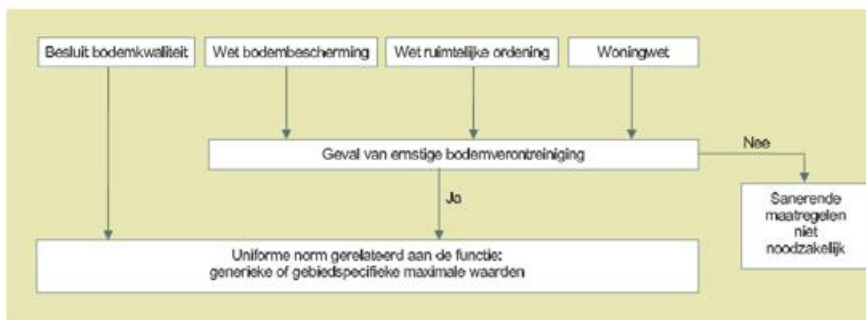 Besluit bodemkwaliteit
Wet bodembescherming
Wet ruimtelijke ordening
Woningwet
Geval van ernstige bodemverontreiniging
Nee
Ja
Sanerende
maatregelen
niet
noodzakelijk
Uniforme norm gerelateerd aan de functie:
generieke of gebiedspecifieke maximale waarden